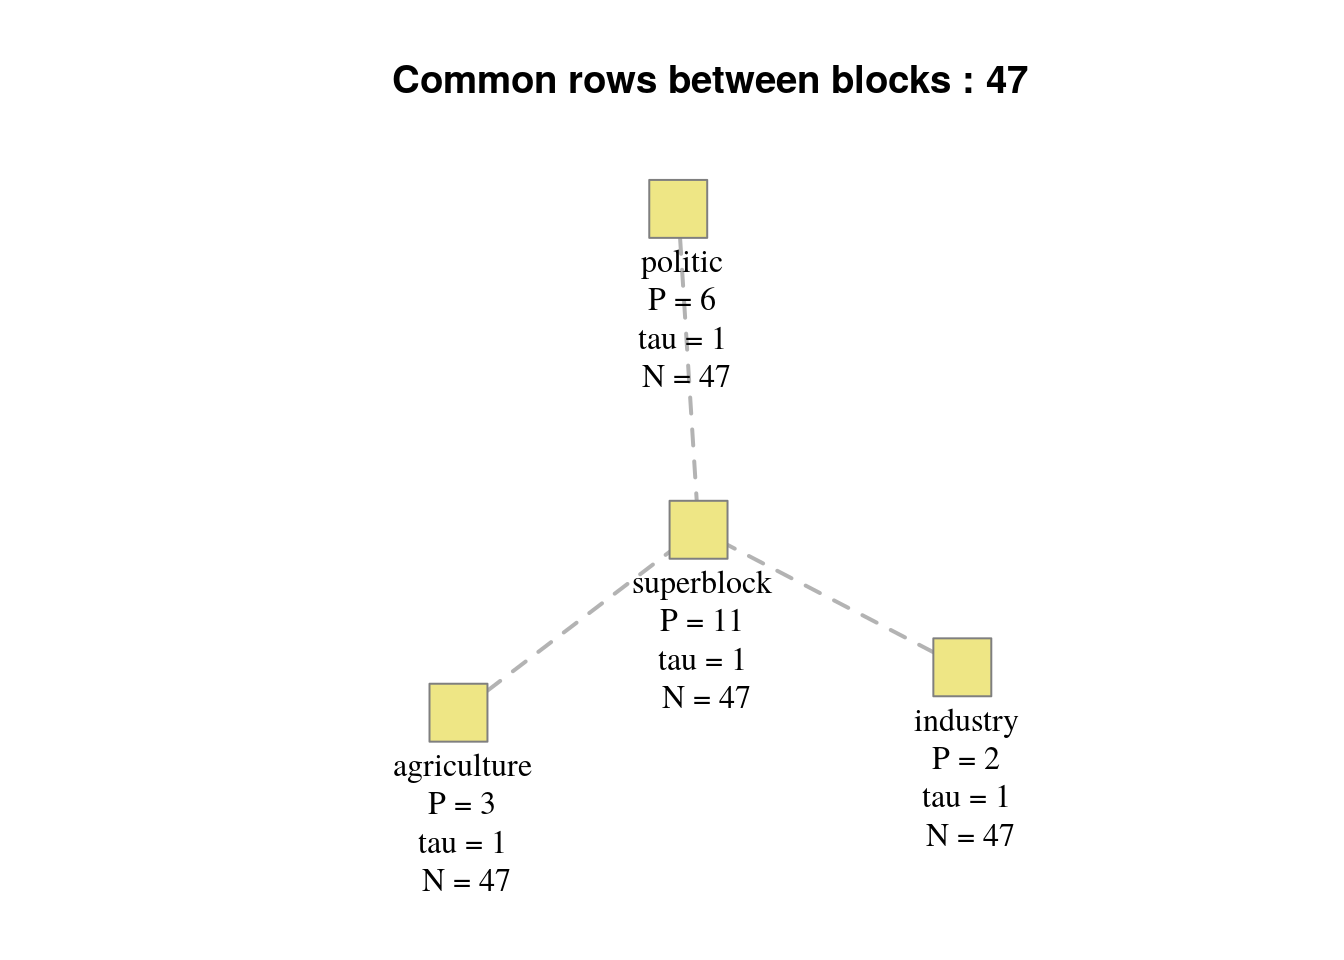 Common rows between blocks : 47
politic
P = 6
tau = 1
N = 47
superblock
P = 11
tau = 1
N = 47
industry
P = 2
tau = 1
N = 47
agriculture
P = 3
tau = 1
N = 47